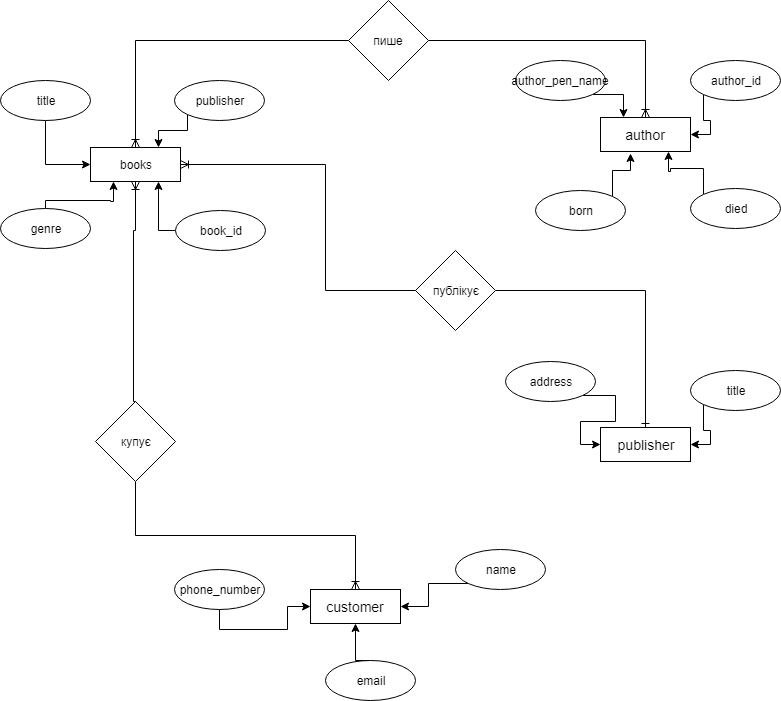 пише
title
publisher
author_pen_name
author_id
author
books
genre
book_id
born
died
публікує
address
title
купує
publisher
name
phone_number
customer
email